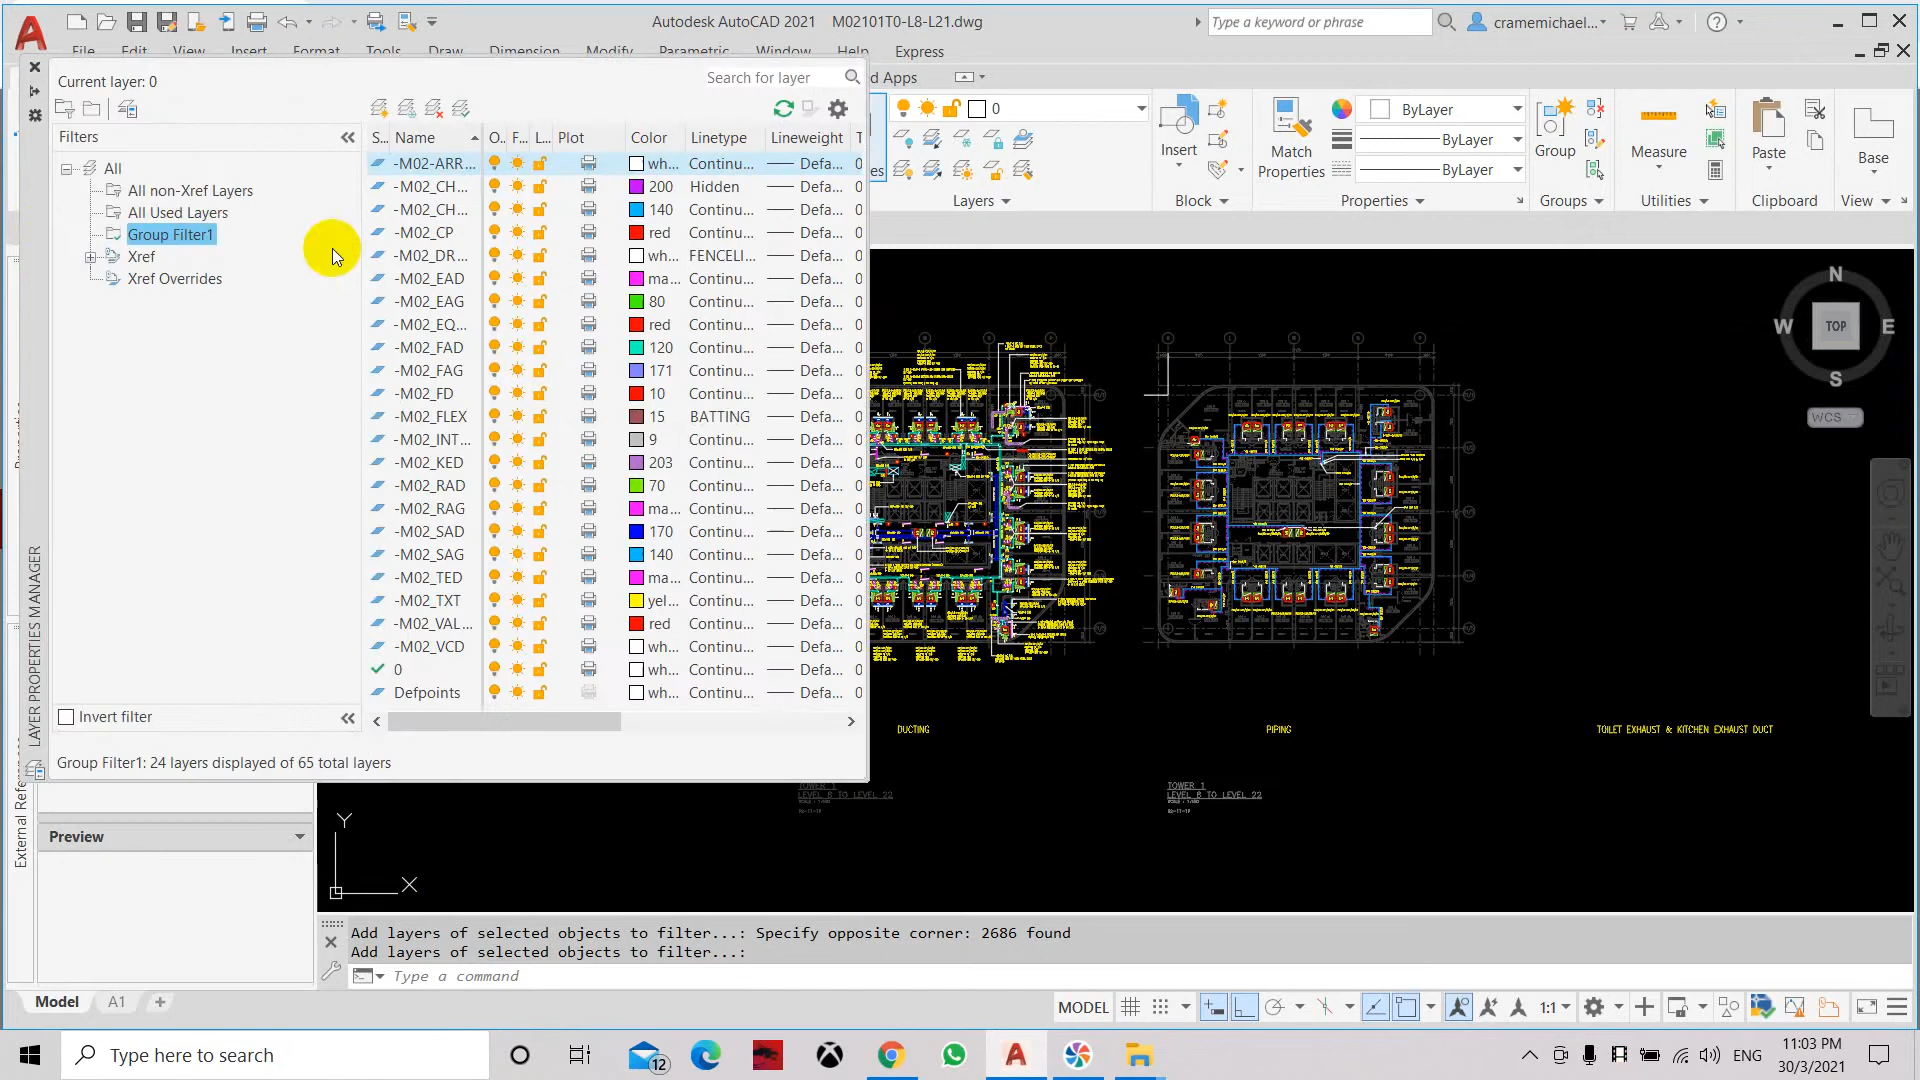 Autodesk AutoCAD 2021 M02101T0-L8-L21.dwg
Type a keyword or phrase
cramemichael...
File Edit View Insert Format Tools Draw Dimension Modify Parametric Window Help Express
d Apps
Current layer: 0
Search for layer
Filters
All
All non-Xref Layers
All Used Layers
Group Filter1
Xref
Xref Overrides
S... Name O.. F... L... Plot Color Linetype Lineweight T
-M02-ARR... wh... Continu... Defa... 0
-M02_CH... 200 Hidden Defa... 0
-M02_CH... 140 Continu... Defa... 0
-M02_CP red Continu... Defa... 0
-M02_DR... wh... FENCELI... Defa... 0
-M02_EAD ma... Continu... Defa... 0
-M02_EAG 80 Continu... Defa... 0
-M02_EQ... red Continu... Defa... 0
-M02_FAD 120 Continu... Defa... 0
-M02_FAG 171 Continu... Defa... 0
-M02_FD 10 Continu... Defa... 0
-M02_FLEX 15 BATTING Defa... 0
-M02_INT... 9 Continu... Defa... 0
-M02_KED 203 Continu... Defa... 0
-M02_RAD 70 Continu... Defa... 0
-M02_RAG ma... Continu... Defa... 0
-M02_SAD 170 Continu... Defa... 0
-M02_SAG 140 Continu... Defa... 0
-M02_TED ma... Continu... Defa... 0
-M02_TXT yel... Continu... Defa... 0
-M02_VAL... red Continu... Defa... 0
-M02_VCD wh... Continu... Defa... 0
0 wh... Continu... Defa... 0
Defpoints wh... Continu... Defa... 0
Invert filter
Group Filter1: 24 layers displayed of 65 total layers
LAYER PROPERTIES MANAGER
External Refere
0
es
Layers
Insert
Block
Match
Properties
ByLayer
ByLayer
ByLayer
Properties
Group
Groups
Measure
Utilities
Paste
Clipboard
Base
View
N
W TOP E
S
WCS
DUCTING
PIPING
TOILET EXHAUST & KITCHEN EXHAUST DUCT
TOWER 1
LEVEL 8 TO LEVEL 22
TOWER 1
LEVEL 8 TO LEVEL 22
Preview
Y
X
Add layers of selected objects to filter...: Specify opposite corner: 2686 found
Add layers of selected objects to filter...:
Type a command
Model A1
MODEL 1:1
Type here to search
12
ENG
11:03 PM
30/3/2021